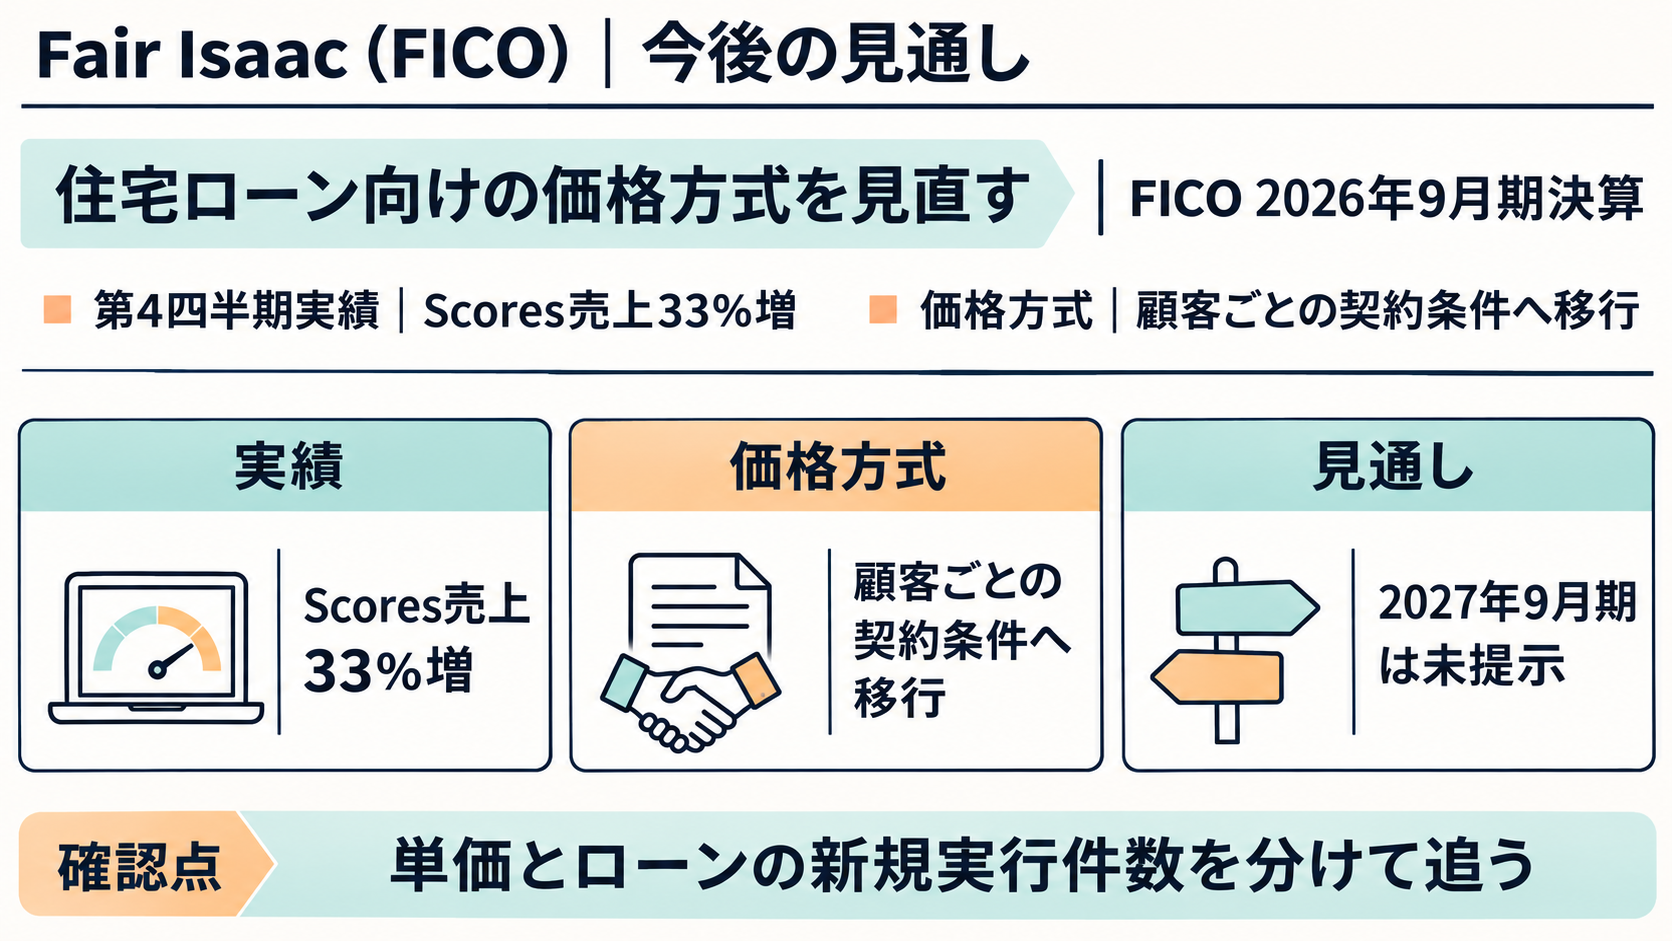 Fair Isaac (FICO)｜今後の見通し
住宅ローン向けの価格方式を見直す
FICO 2026年9月期決算
第4四半期実績｜Scores売上33%増
価格方式｜顧客ごとの契約条件へ移行
実績
Scores売上
33%増
価格方式
顧客ごとの
契約条件へ
移行
見通し
2027年9月期
は未提示
確認点
単価とローンの新規実行件数を分けて追う